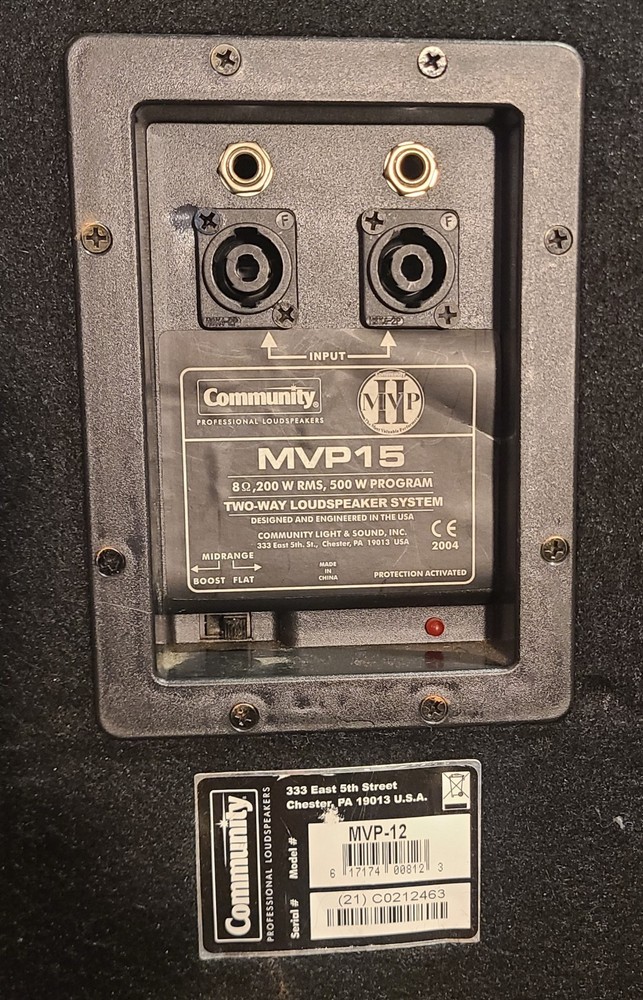 F
F
INPUT
Community®
PROFESSIONAL LOUDSPEAKERS
II
MVP
MVP15
8Ω,200 W RMS, 500 W PROGRAM
TWO-WAY LOUDSPEAKER SYSTEM
DESIGNED AND ENGINEERED IN THE USA
COMMUNITY LIGHT & SOUND, INC.
333 East 5th. St., Chester, PA 19013 USA
CE
2004
MIDRANGE
BOOST FLAT
MADE
IN
CHINA
PROTECTION ACTIVATED
Community®
PROFESSIONAL LOUDSPEAKERS
333 East 5th Street
Chester, PA 19013 U.S.A.
Model #
MVP-12
6 17174 00812 3
Serial #
(21) C0212463